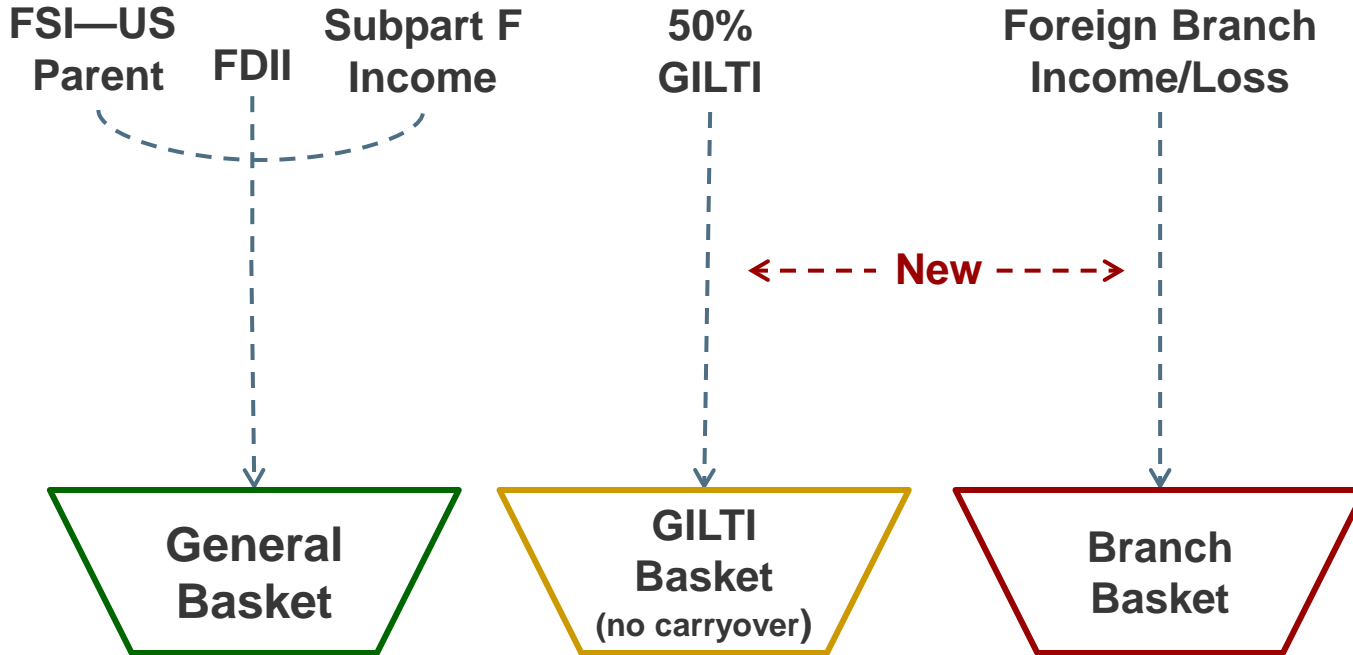 FSI—US
Parent
FDII
Subpart F
Income
50%
GILTI
Foreign Branch
Income/Loss
New
General
Basket
GILTI
Basket
(no carryover)
Branch
Basket